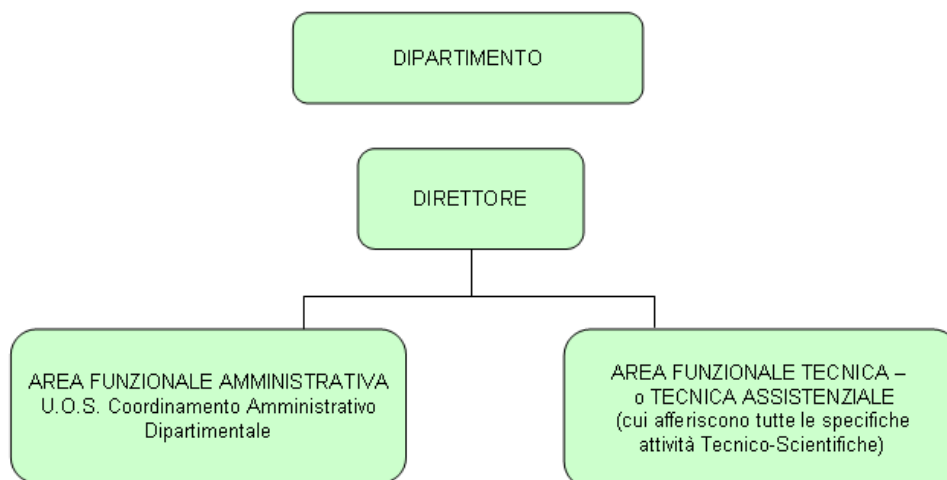 DIPARTIMENTO
DIRETTORE
AREA FUNZIONALE AMMINISTRATIVA
U.O.S. Coordinamento Amministrativo
Dipartimentale
AREA FUNZIONALE TECNICA –
o TECNICA ASSISTENZIALE
(cui afferiscono tutte le specifiche
attività Tecnico-Scientifiche)